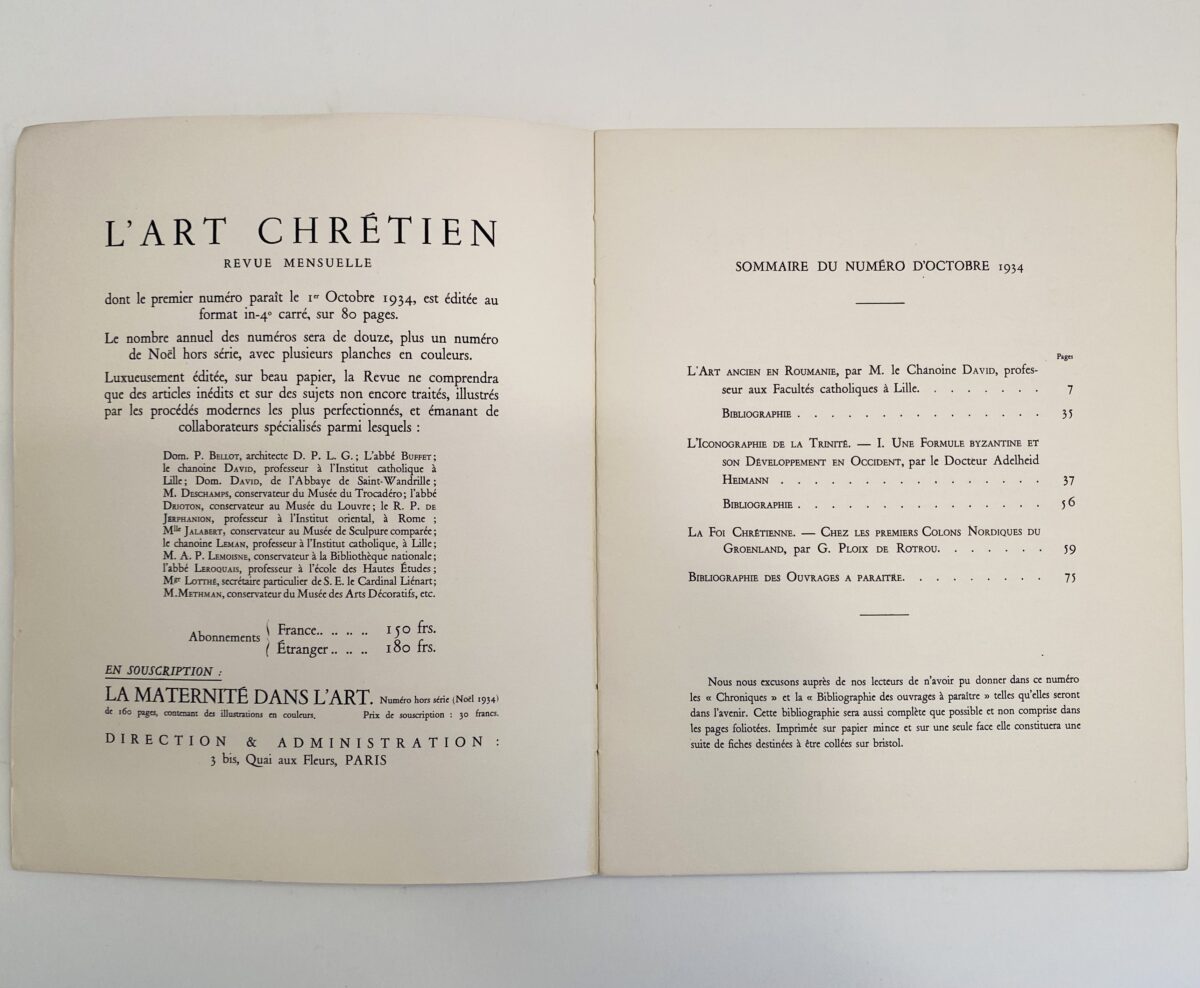 L'ART CHRÉTIEN
REVUE MENSUELLE
dont le premier numéro paraît le 1er Octobre 1934, est éditée au
format in-4º carré, sur 80 pages.
Le nombre annuel des numéros sera de douze, plus un numéro
de Noël hors série, avec plusieurs planches en couleurs.
Luxueusement éditée, sur beau papier, la Revue ne comprendra
que des articles inédits et sur des sujets non encore traités, illustrés
par les procédés modernes les plus perfectionnés, et émanant de
collaborateurs spécialisés parmi lesquels :
Dom. P. BELLOT, architecte D. P. L. G.; L'abbé BUFFET;
le chanoine DAVID, professeur à l'Institut catholique à
Lille; Dom. DAVID, de l'Abbaye de Saint-Wandrille;
M. DESCHAMPS, conservateur du Musée du Trocadéro; l'abbé
DRIOTON, conservateur au Musée du Louvre; le R. P. DE
JERPHANION, professeur à l'Institut oriental, à Rome ;
Mlle JALABERT, conservateur au Musée de Sculpure comparée;
le chanoine LEMAN, professeur à l'Institut catholique, à Lille;
M. A. P. LEMOISNE, conservateur à la Bibliothèque nationale;
l'abbé LEROQUAIS, professeur à l'école des Hautes Études;
Mgr LOTTHÉ, secrétaire particulier de S. E. le Cardinal Liénart;
M. METHMAN, conservateur du Musée des Arts Décoratifs, etc.
Abonnements { France.. .. .. .. 150 frs.
Étranger .. .. .. 180 frs.
EN SOUSCRIPTION :
LA MATERNITÉ DANS L'ART. Numéro hors série (Noël 1934)
de 160 pages, contenant des illustrations en couleurs. Prix de souscription : 30 francs.
DIRECTION & ADMINISTRATION :
3 bis, Quai aux Fleurs, PARIS
SOMMAIRE DU NUMÉRO D'OCTOBRE 1934
Pages
L'ART ANCIEN EN ROUMANIE, par M. le Chanoine DAVID, profes-
seur aux Facultés catholiques à Lille. . . . . . . . 7
BIBLIOGRAPHIE . . . . . . . . . . . . . . . 35
L'ICONOGRAPHIE DE LA TRINITÉ. — I. UNE FORMULE BYZANTINE ET
SON DÉVELOPPEMENT EN OCCIDENT, par le Docteur Adelheid
HEIMANN . . . . . . . . . . . . . . . . 37
BIBLIOGRAPHIE . . . . . . . . . . . . . . . 56
LA FOI CHRÉTIENNE. — CHEZ LES PREMIERS COLONS NORDIQUES DU
GROENLAND, par G. PLOIX DE ROTROU. . . . . . . 59
BIBLIOGRAPHIE DES OUVRAGES A PARAITRE. . . . . . . . . 75
Nous nous excusons auprès de nos lecteurs de n'avoir pu donner dans ce numéro
les « Chroniques » et la « Bibliographie des ouvrages à paraître » telles qu'elles seront
dans l'avenir. Cette bibliographie sera aussi complète que possible et non comprise dans
les pages foliotées. Imprimée sur papier mince et sur une seule face elle constituera une
suite de fiches destinées à être collées sur bristol.